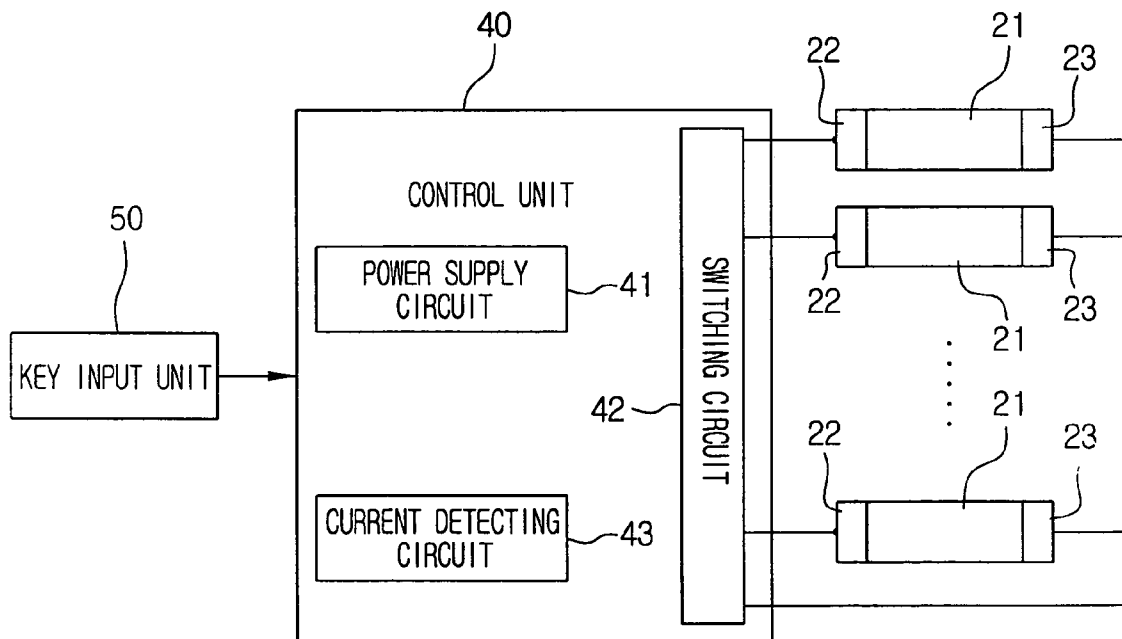 40
22
21
23
CONTROL UNIT
50
POWER SUPPLY
CIRCUIT
41
22
21
23
KEY INPUT UNIT
42
SWITCHING CIRCUIT
22
21
23
CURRENT DETECTING
CIRCUIT
43